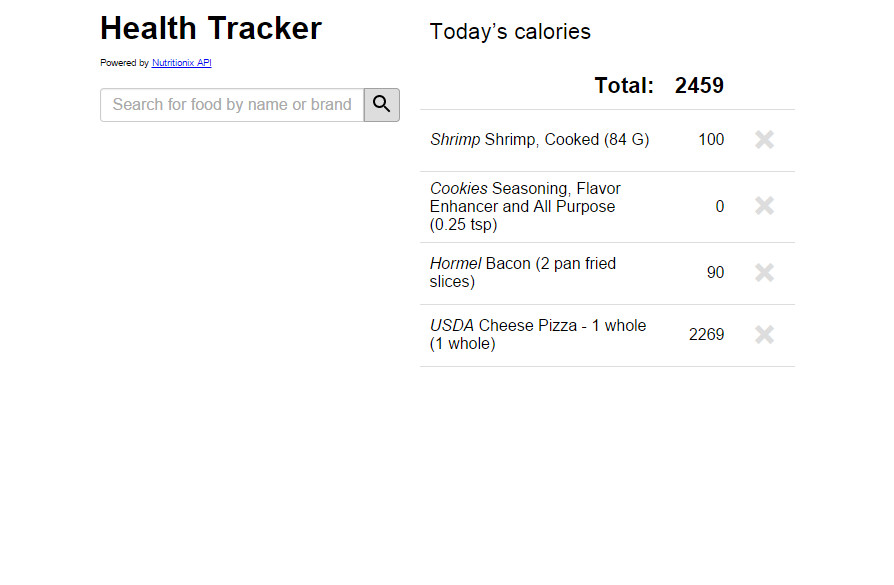 Health Tracker
Powered by Nutritionix API
Search for food by name or brand
Today’s calories
Total: 2459
Shrimp Shrimp, Cooked (84 G) 100
Cookies Seasoning, Flavor
Enhancer and All Purpose
(0.25 tsp) 0
Hormel Bacon (2 pan fried
slices) 90
USDA Cheese Pizza - 1 whole
(1 whole) 2269